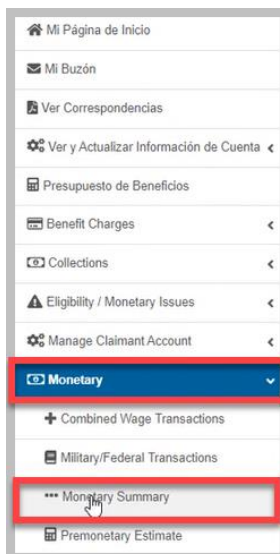 Mi Página de Inicio
Mi Buzón
Ver Correspondencias
Ver y Actualizar Información de Cuenta
Presupuesto de Beneficios
Benefit Charges
Collections
Eligibility / Monetary Issues
Manage Claimant Account
Monetary
Combined Wage Transactions
Military/Federal Transactions
Monetary Summary
Premonetary Estimate